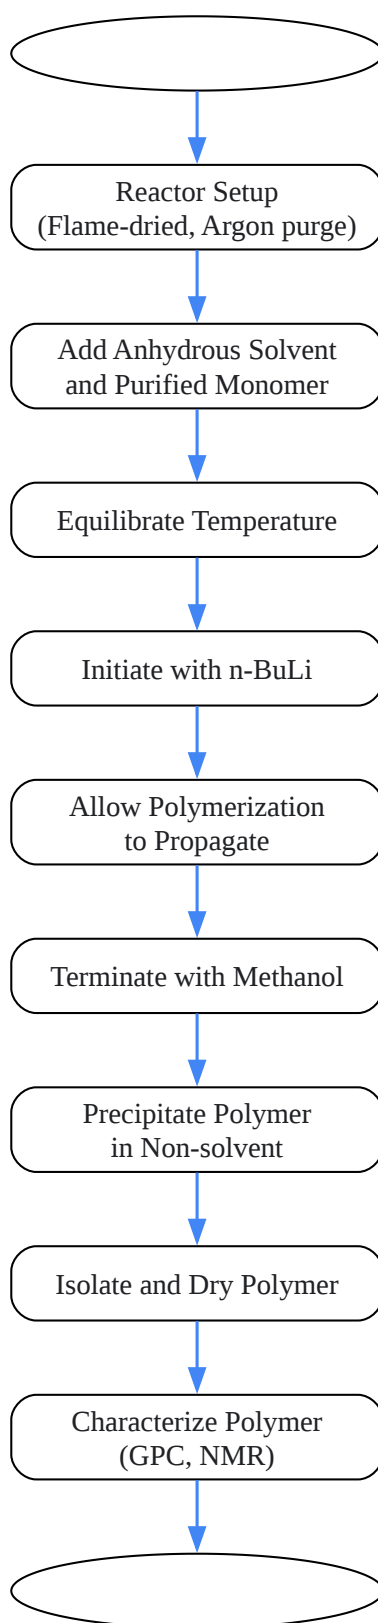 Reactor Setup
(Flame-dried, Argon purge)
Add Anhydrous Solvent
and Purified Monomer
Equilibrate Temperature
Initiate with n-BuLi
Allow Polymerization
to Propagate
Terminate with Methanol
Precipitate Polymer
in Non-solvent
Isolate and Dry Polymer
Characterize Polymer
(GPC, NMR)